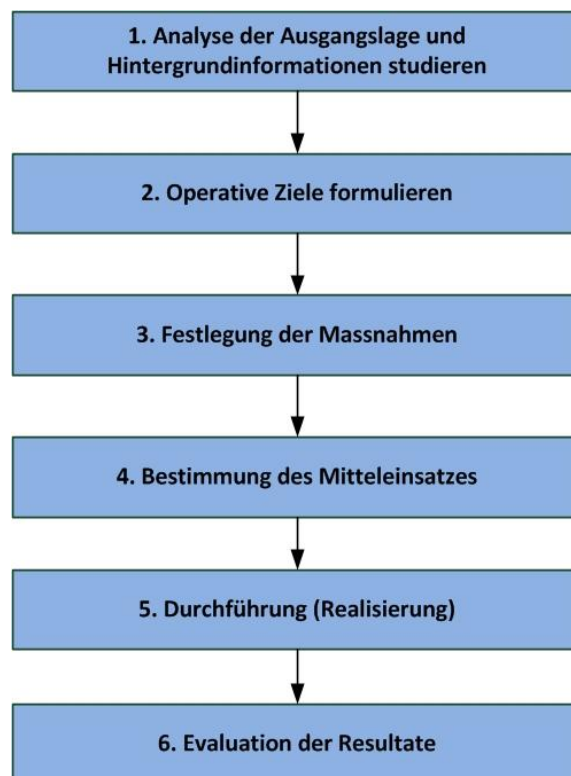 1. Analyse der Ausgangslage und
Hintergrundinformationen studieren
2. Operative Ziele formulieren
3. Festlegung der Massnahmen
4. Bestimmung des Mitteleinsatzes
5. Durchführung (Realisierung)
6. Evaluation der Resultate